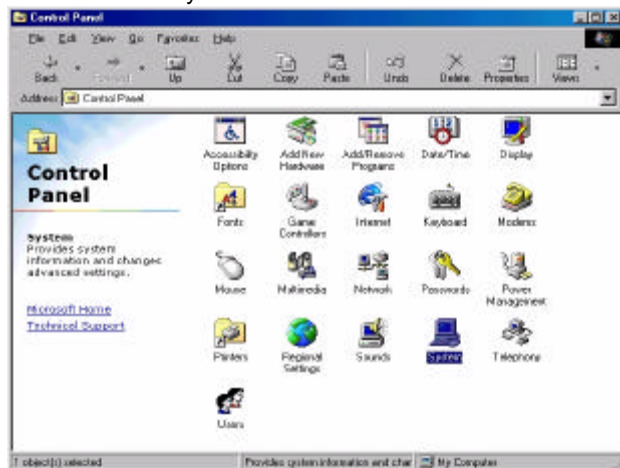 Control Panel
File Edit View Go Favorites Help
Back Forward Up Cut Copy Paste Undo Delete Properties Views
Address Control Panel
Control
Panel
System
Provides system
information and changes
advanced settings.
Microsoft Home
Technical Support
Accessibility
Options
Add New
Hardware
Add/Remove
Programs
Date/Time
Display
Fonts
Game
Controllers
Internet
Keyboard
Modems
Mouse
Multimedia
Network
Passwords
Power
Management
Printers
Regional
Settings
Sounds
System
Telephony
Users
1 object(s) selected
Provides system information and chan
My Computer